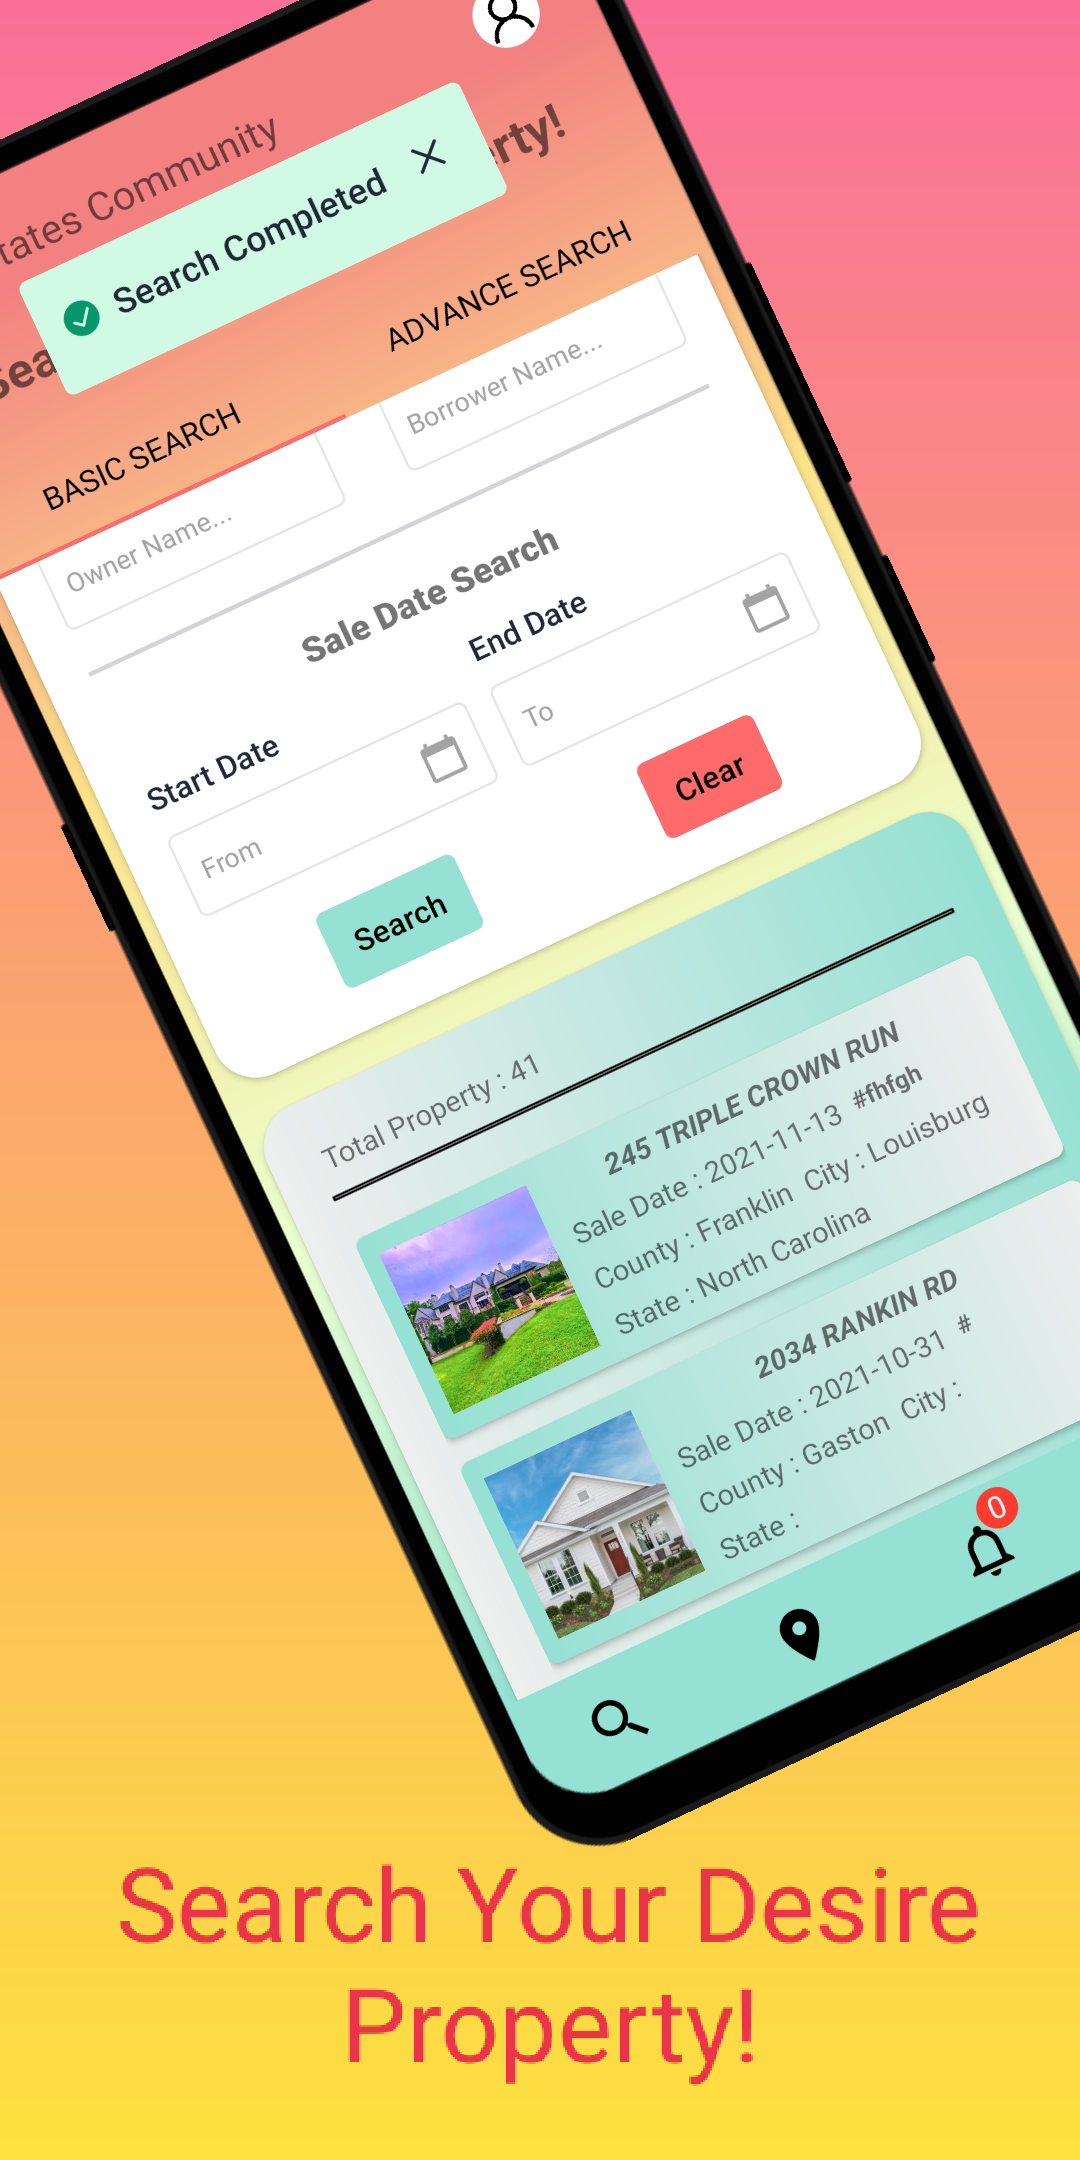 tates Community
Search Completed
erty!
Sea
BASIC SEARCH
ADVANCE SEARCH
Owner Name...
Borrower Name...
Sale Date Search
Start Date
End Date
From
To
Search
Clear
Total Property : 41
245 TRIPLE CROWN RUN
Sale Date : 2021-11-13 #fhfgh
County : Franklin City : Louisburg
State : North Carolina
2034 RANKIN RD
Sale Date : 2021-10-31 #
County : Gaston City :
State :
0
Search Your Desire
Property!